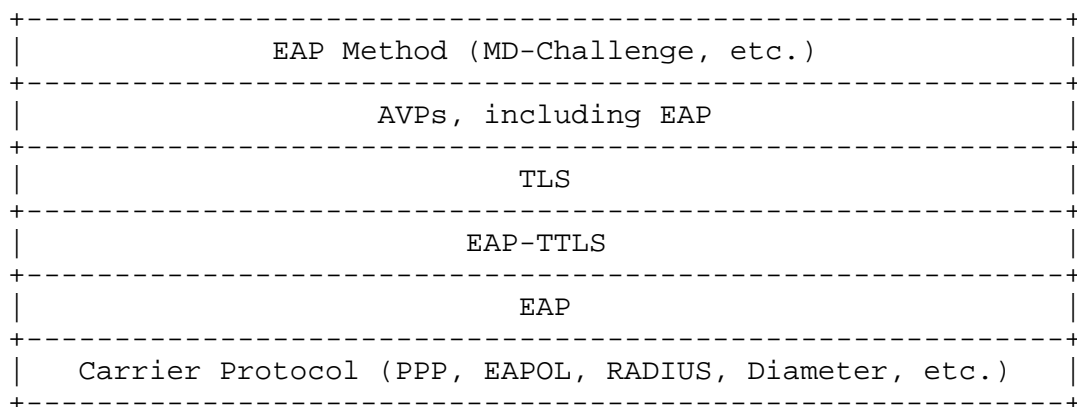 EAP Method (MD-Challenge, etc.)
AVPs, including EAP
TLS
EAP-TTLS
EAP
Carrier Protocol (PPP, EAPOL, RADIUS, Diameter, etc.)